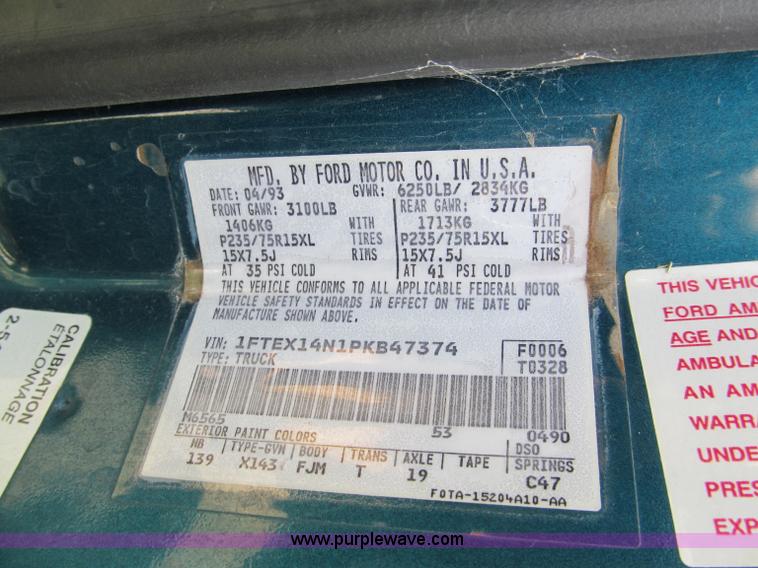 MFD. BY FORD MOTOR CO. IN U.S.A.
DATE: 04/93 GVWR: 6250LB/ 2834KG
FRONT GAWR: 3100LB REAR GAWR: 3777LB
1406KG WITH 1713KG WITH
P235/75R15XL TIRES P235/75R15XL TIRES
15X7.5J RIMS 15X7.5J RIMS
AT 35 PSI COLD AT 41 PSI COLD
THIS VEHICLE CONFORMS TO ALL APPLICABLE FEDERAL MOTOR
VEHICLE SAFETY STANDARDS IN EFFECT ON THE DATE OF
MANUFACTURE SHOWN ABOVE.
VIN: 1FTEX14N1PKB47374 F0006
TYPE: TRUCK T0328
M6565 53 0490
EXTERIOR PAINT COLORS DSO
WB TYPE-GVW BODY TRANS AXLE TAPE SPRINGS
139 X143 FJM T 19 C47
F0TA-15204A10-AA
CALIBRATION
ETALONNAGE
THIS VEHIC
FORD AM
AGE AND
AMBULA
AN AM
WARRA
UNDE
PRES
EXP
www.purplewave.com